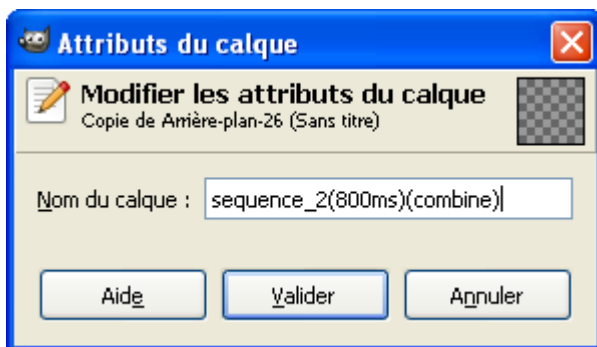 Attributs du calque
Modifier les attributs du calque
Copie de Arrière-plan-26 (Sans titre)
Nom du calque : sequence_2(800ms)(combine)
Aide Valider Annuler